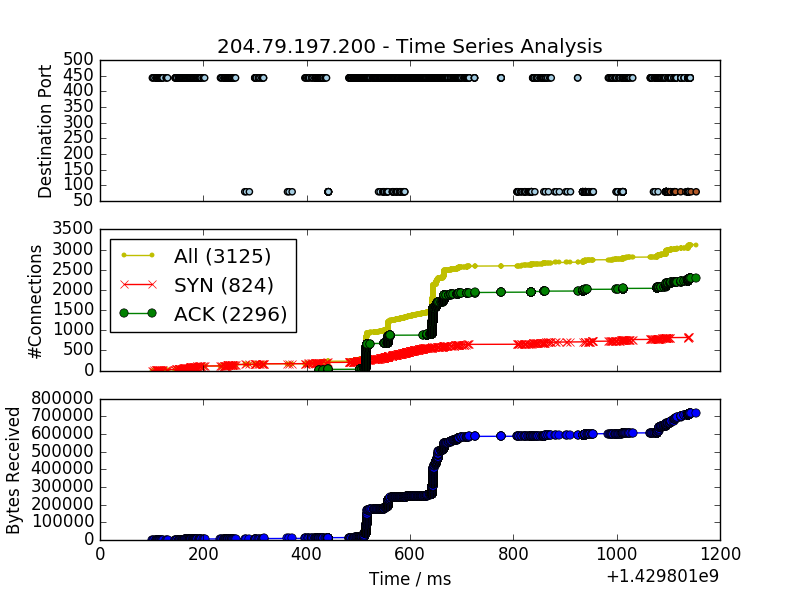 204.79.197.200 - Time Series Analysis
Destination Port
500
450
400
350
300
250
200
150
100
50
#Connections
3500
3000
2500
2000
1500
1000
500
0
All (3125)
SYN (824)
ACK (2296)
Bytes Received
800000
700000
600000
500000
400000
300000
200000
100000
0
0 200 400 600 800 1000 1200
Time / ms
+1.429801e9